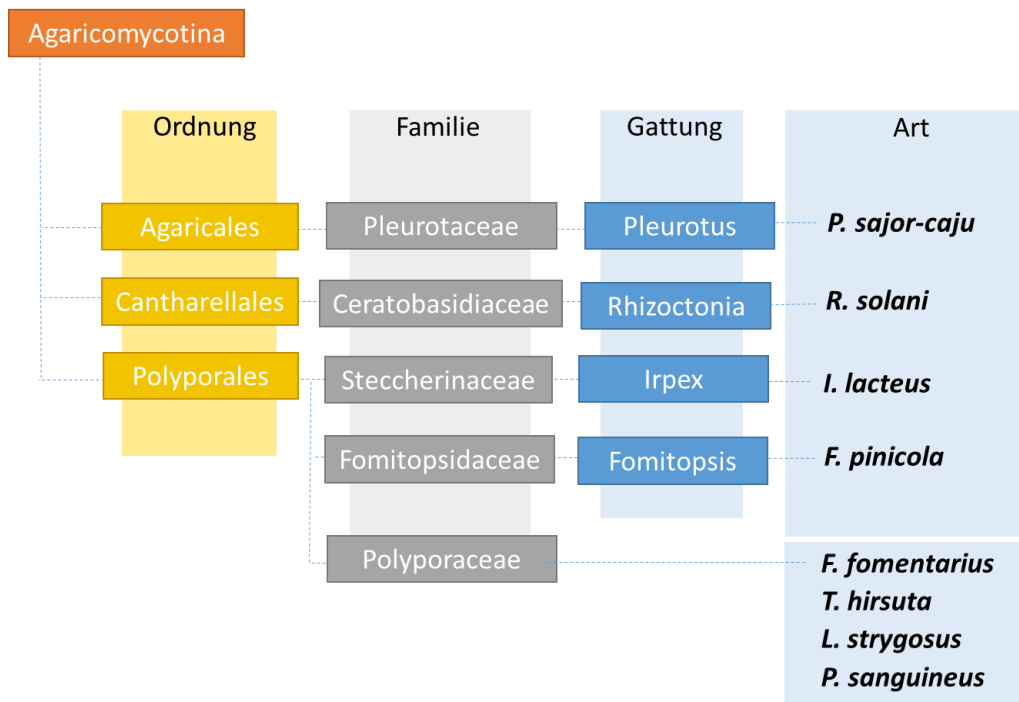 Agaricomycotina
Ordnung Familie Gattung Art
Agaricales Pleurotaceae Pleurotus P. sajor-caju
Cantharellales Ceratobasidiaceae Rhizoctonia R. solani
Polyporales Steccherinaceae Irpex I. lacteus
Fomitopsidaceae Fomitopsis F. pinicola
Polyporaceae F. fomentarius
T. hirsuta
L. strygosus
P. sanguineus